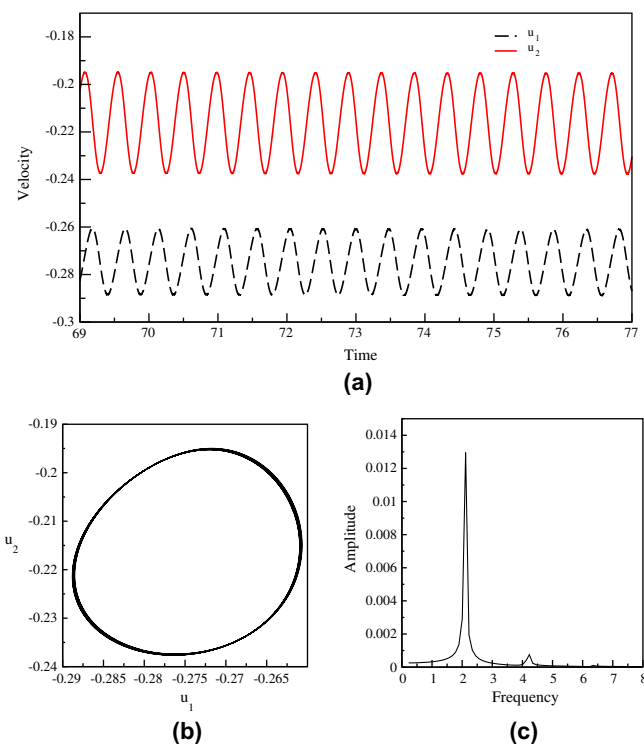 -0.18
-0.2
-0.22
-0.24
-0.26
-0.28
-0.3
Velocity
u1
u2
69 70 71 72 73 74 75 76 77
Time
(a)
-0.19
-0.2
-0.21
-0.22
-0.23
-0.24
u2
-0.29 -0.285 -0.28 -0.275 -0.27 -0.265
u1
(b)
0.014
0.012
0.01
0.008
0.006
0.004
0.002
0
Amplitude
0 1 2 3 4 5 6 7 8
Frequency
(c)